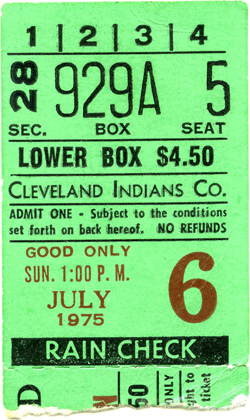 1 | 2 | 3 | 4
28 929A 5
SEC. BOX SEAT
LOWER BOX $4.50
CLEVELAND INDIANS CO.
ADMIT ONE - Subject to the conditions
set forth on back hereof. NO REFUNDS
GOOD ONLY
SUN. 1:00 P. M.
JULY 6
1975
RAIN CHECK